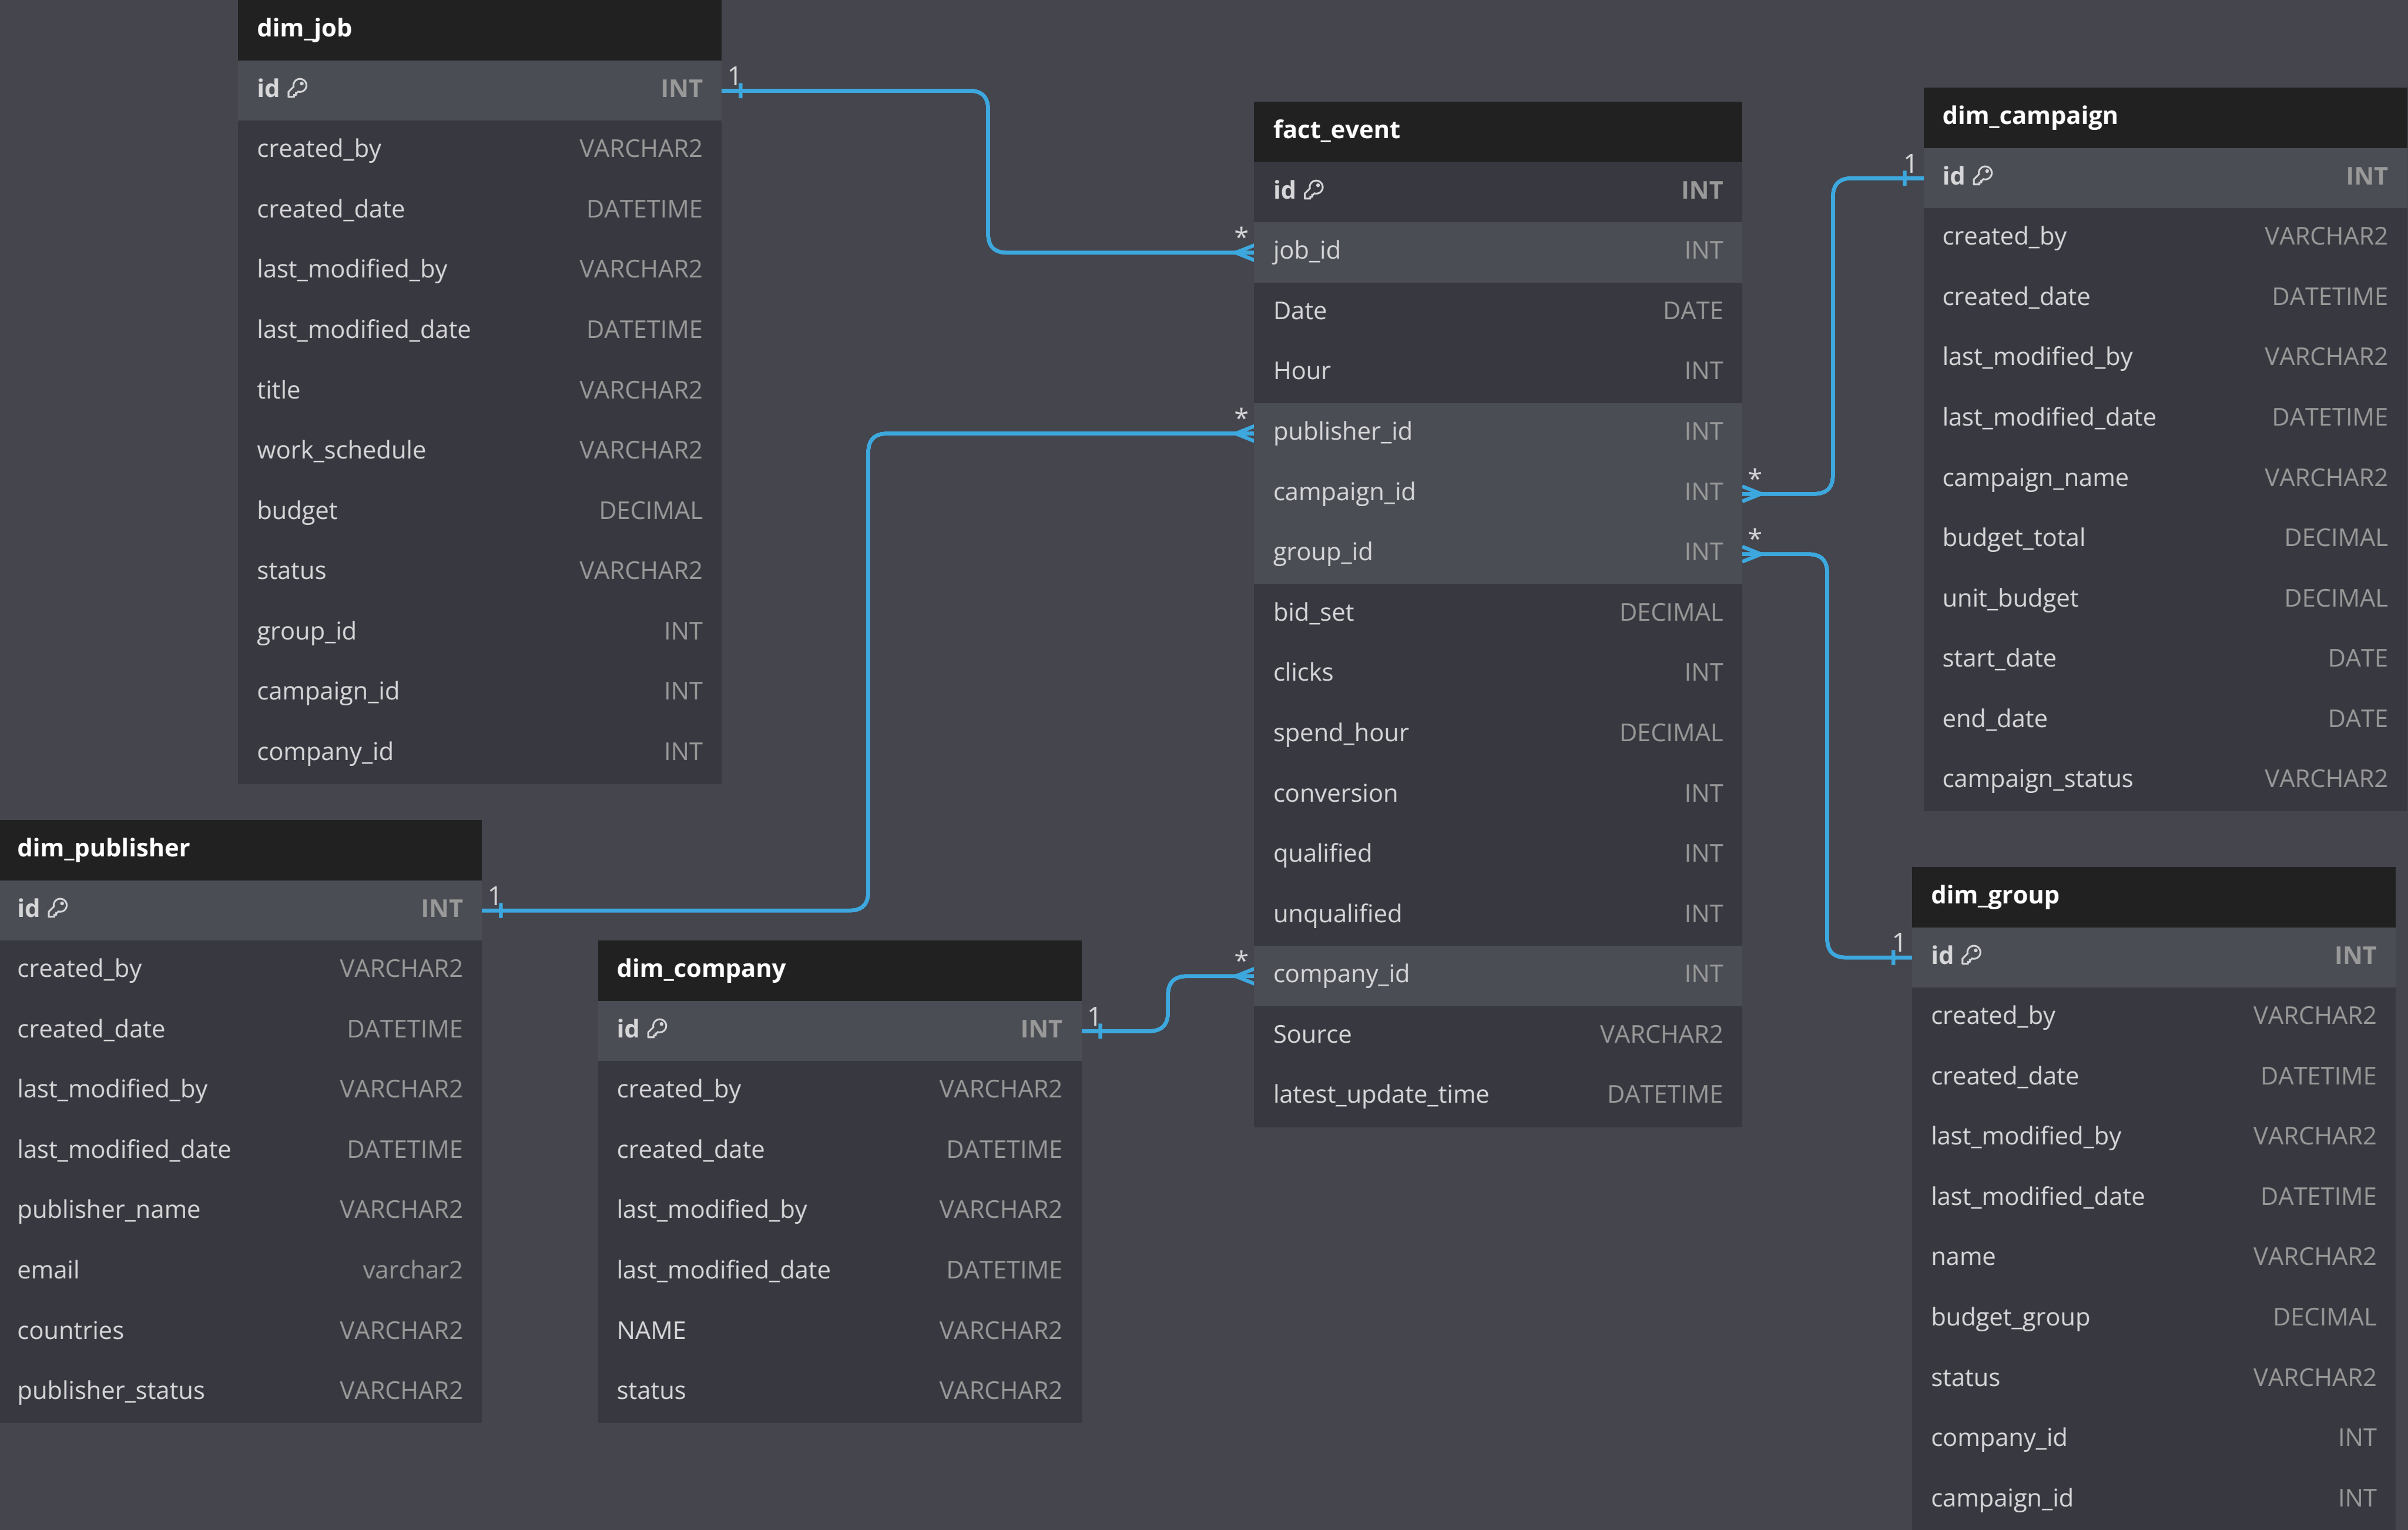 dim_job
id INT
created_by VARCHAR2
created_date DATETIME
last_modified_by VARCHAR2
last_modified_date DATETIME
title VARCHAR2
work_schedule VARCHAR2
budget DECIMAL
status VARCHAR2
group_id INT
campaign_id INT
company_id INT
1
*
fact_event
id INT
job_id INT
Date DATE
Hour INT
publisher_id INT
campaign_id INT
group_id INT
bid_set DECIMAL
clicks INT
spend_hour DECIMAL
conversion INT
qualified INT
unqualified INT
company_id INT
Source VARCHAR2
latest_update_time DATETIME
*
*
*
*
1
dim_campaign
id INT
created_by VARCHAR2
created_date DATETIME
last_modified_by VARCHAR2
last_modified_date DATETIME
campaign_name VARCHAR2
budget_total DECIMAL
unit_budget DECIMAL
start_date DATE
end_date DATE
campaign_status VARCHAR2
dim_publisher
id INT
created_by VARCHAR2
created_date DATETIME
last_modified_by VARCHAR2
last_modified_date DATETIME
publisher_name VARCHAR2
email varchar2
countries VARCHAR2
publisher_status VARCHAR2
1
dim_company
id INT
created_by VARCHAR2
created_date DATETIME
last_modified_by VARCHAR2
last_modified_date DATETIME
NAME VARCHAR2
status VARCHAR2
1
1
dim_group
id INT
created_by VARCHAR2
created_date DATETIME
last_modified_by VARCHAR2
last_modified_date DATETIME
name VARCHAR2
budget_group DECIMAL
status VARCHAR2
company_id INT
campaign_id INT